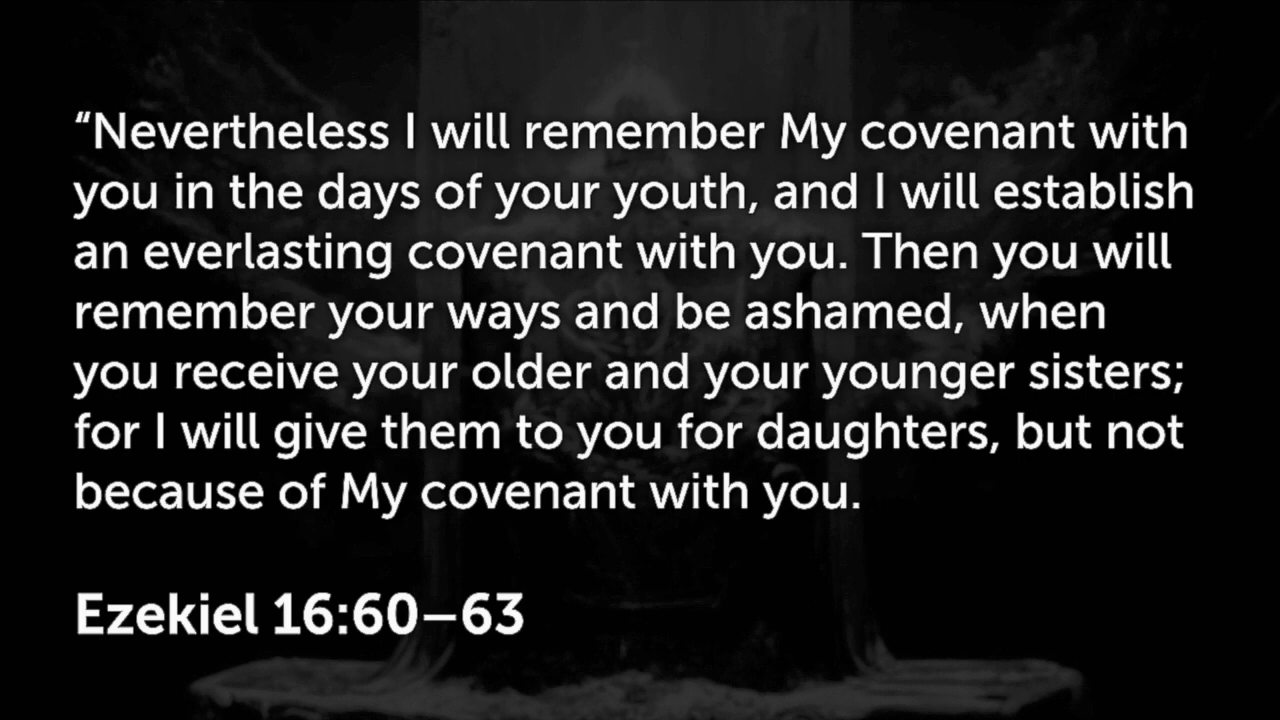 “Nevertheless I will remember My covenant with
you in the days of your youth, and I will establish
an everlasting covenant with you. Then you will
remember your ways and be ashamed, when
you receive your older and your younger sisters;
for I will give them to you for daughters, but not
because of My covenant with you.
Ezekiel 16:60–63